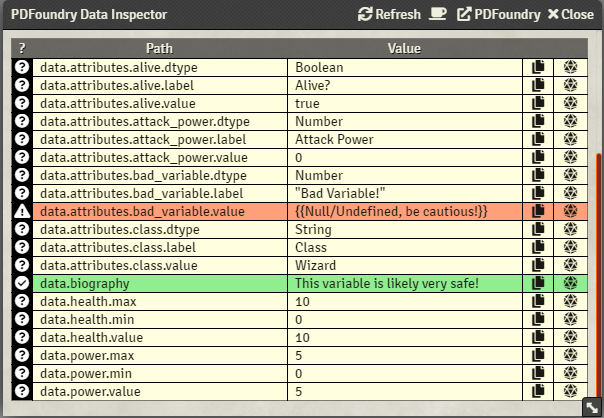 PDFoundry Data Inspector Refresh PDFoundry Close
? Path Value
data.attributes.alive.dtype Boolean
data.attributes.alive.label Alive?
data.attributes.alive.value true
data.attributes.attack_power.dtype Number
data.attributes.attack_power.label Attack Power
data.attributes.attack_power.value 0
data.attributes.bad_variable.dtype Number
data.attributes.bad_variable.label "Bad Variable!"
data.attributes.bad_variable.value {{Null/Undefined, be cautious!}}
data.attributes.class.dtype String
data.attributes.class.label Class
data.attributes.class.value Wizard
data.biography This variable is likely very safe!
data.health.max 10
data.health.min 0
data.health.value 10
data.power.max 5
data.power.min 0
data.power.value 5